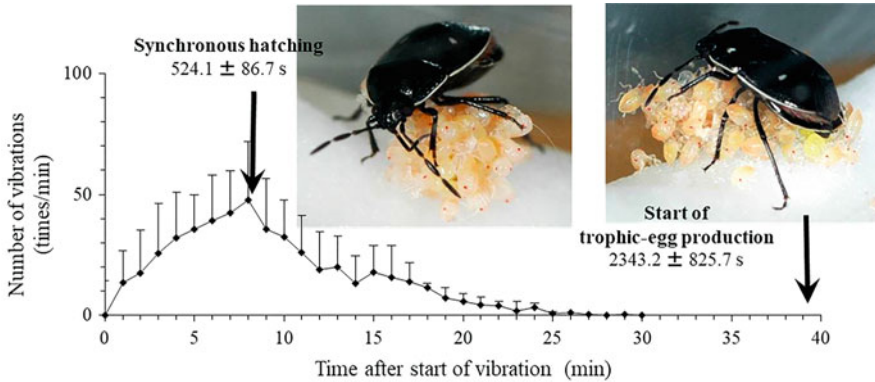 Synchronous hatching
524.1 ± 86.7 s
100
50
0
Number of vibrations
(times/min)
Start of
trophic-egg production
2343.2 ± 825.7 s
0 5 10 15 20 25 30 35 40
Time after start of vibration (min)